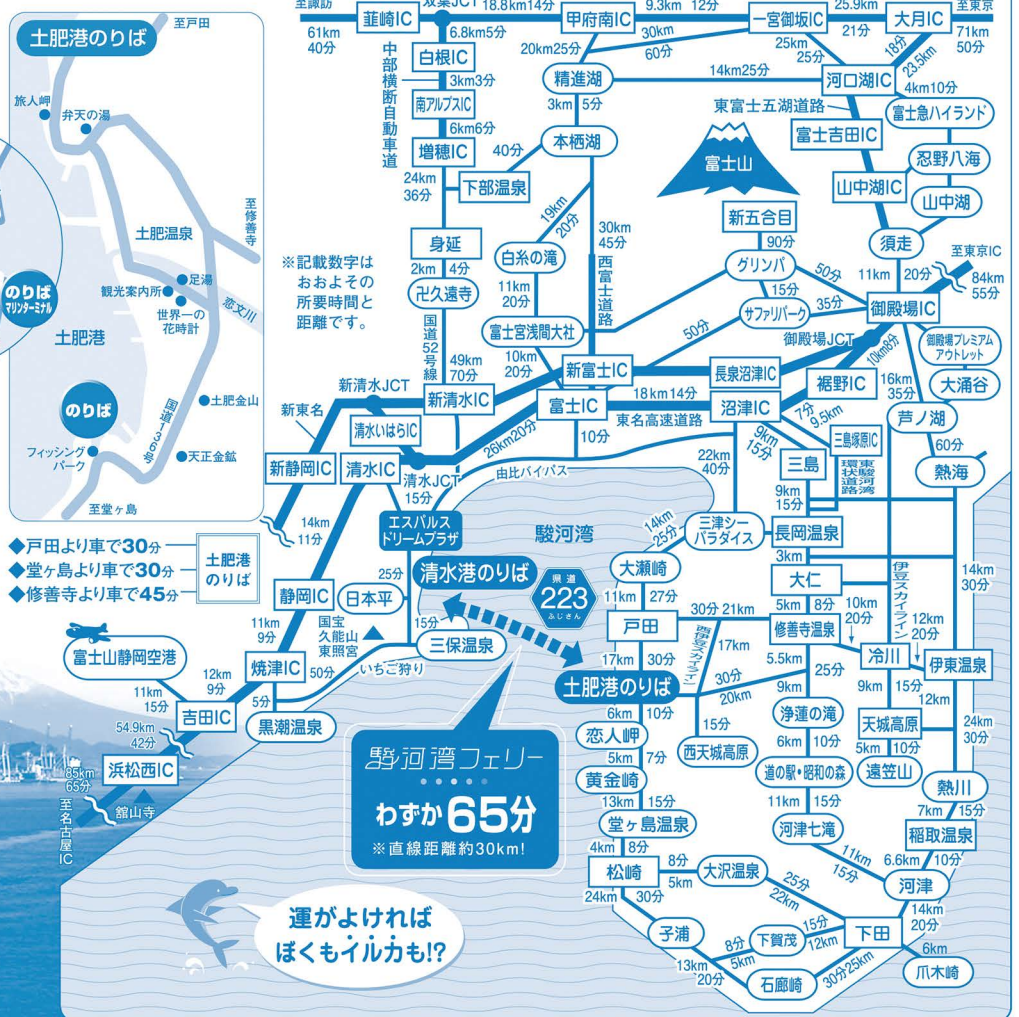 土肥港のりば
至戸田
旅人岬
弁天の湯
至修善寺
土肥温泉
足湯
観光案内所
世界一の
花時計
恋文川
のりば
マリンターミナル
土肥港
のりば
土肥金山
国道136号
フィッシング
パーク
天正金鉱
至堂ヶ島
◆戸田より車で30分
◆堂ヶ島より車で30分
◆修善寺より車で45分
土肥港
のりば
※記載数字は
おおよその
所要時間と
距離です。
至諏訪
61km
40分
韮崎IC
双葉JCT
18.8km14分
甲府南IC
9.3km 12分
一宮御坂IC
25.9km
21分
大月IC
至東京
71km
50分
中部横断自動車道
6.8km5分
白根IC
3km3分
南アルプスIC
6km6分
増穂IC
24km
36分
40分
下部温泉
20km25分
30km
60分
25km
25分
18分
23.5km
精進湖
14km25分
河口湖IC
3km 5分
本栖湖
東富士五湖道路
4km10分
富士急ハイランド
富士吉田IC
忍野八海
富士山
山中湖IC
山中湖
新五合目
90分
須走
至東京IC
84km
55分
11km 20分
身延
2km 4分
卍久遠寺
国道52号線
49km
70分
19km
20分
白糸の滝
11km
20分
富士宮浅間大社
10km
20分
30km
45分
西富士道路
グリンパ
50分
15分
サファリパーク
35分
50分
御殿場IC
御殿場JCT
10km8分
御殿場プレミアム
アウトレット
大涌谷
16km
35分
芦ノ湖
60分
熱海
新清水JCT
新東名
新清水IC
清水いはらIC
新富士IC
長泉沼津IC
裾野IC
富士IC
18km14分
東名高速道路
沼津IC
7分
9.5km
三島塚原IC
東駿河湾
環状道路
9km
15分
三島
新静岡IC
清水IC
26km20分
清水JCT
10分
由比バイパス
22km
40分
15分
14km
11分
エスパルス
ドリームプラザ
駿河湾
14km
25分
三津シー
パラダイス
9km
15分
長岡温泉
3km
大仁
5km 8分
修善寺温泉
清水港のりば
県道
223
ふじさん
大瀬崎
11km 27分
戸田
30分 21km
17km 30分
土肥港のりば
西伊豆スカイライン
17km
30分
20km
15分
西天城高原
伊豆スカイライン
10km
20分
12km
20分
冷川
伊東温泉
14km
30分
5.5km
25分
9km
浄蓮の滝
6km 10分
道の駅・昭和の森
11km 15分
河津七滝
11km
15分
9km 15分
天城高原
5km 10分
遠笠山
12km
24km
30分
熱川
7km 15分
稲取温泉
6.6km 10分
河津
14km
20分
25分
日本平
15分
三保温泉
静岡IC
国宝
久能山
東照宮
11km
9分
焼津IC
50分
いちご狩り
5分
黒潮温泉
富士山静岡空港
11km
15分
12km
9分
吉田IC
54.9km
42分
浜松西IC
85km
65分
舘山寺
至名古屋IC
駿河湾フェリー
わずか65分
※直線距離約30km!
6km 10分
恋人岬
5km 7分
黄金崎
13km 15分
堂ヶ島温泉
4km 8分
松崎
8分
5km
大沢温泉
25分
22km
24km 30分
子浦
8分
5km
下賀茂
15分
12km
下田
13km
20分
石廊崎
30分25km
6km
爪木崎
運がよければ
ぼくもイルカも!?